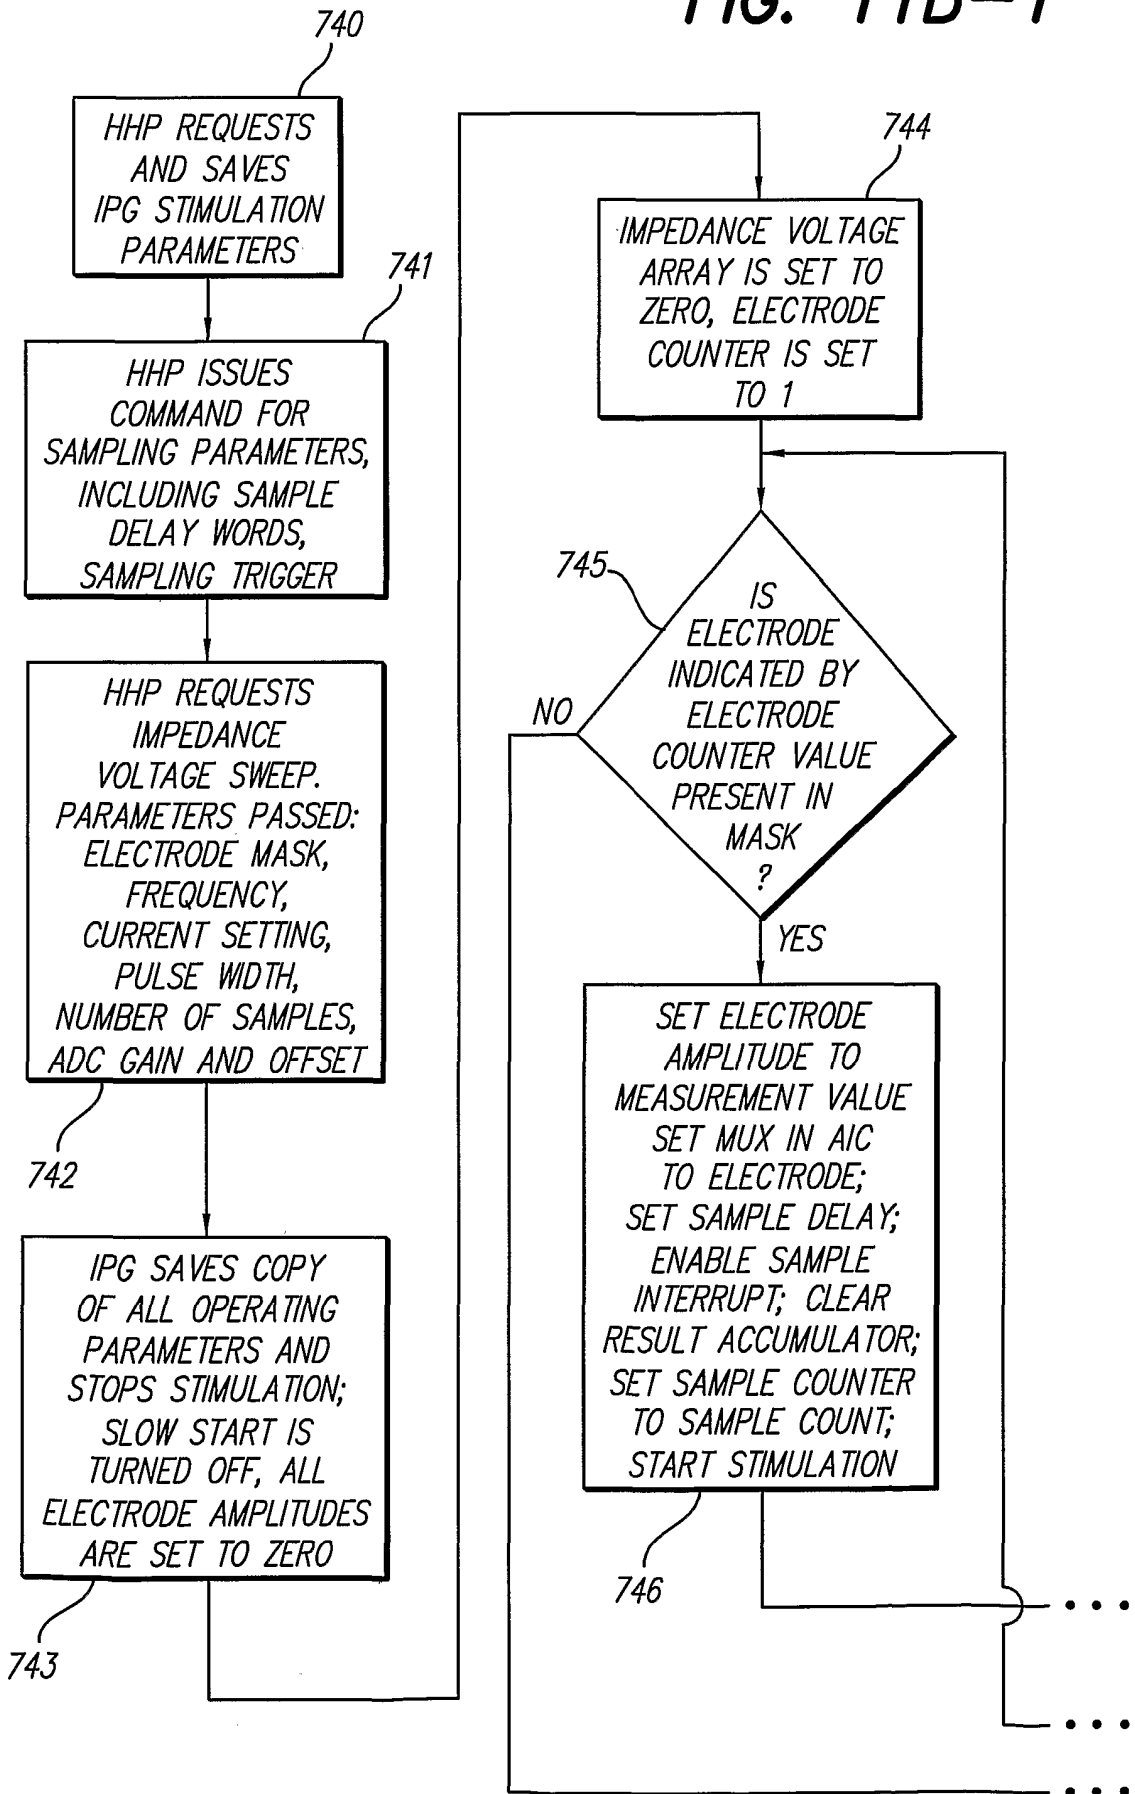 FIG. 11B-1
740
HHP REQUESTS
AND SAVES
IPG STIMULATION
PARAMETERS
741
HHP ISSUES
COMMAND FOR
SAMPLING PARAMETERS,
INCLUDING SAMPLE
DELAY WORDS,
SAMPLING TRIGGER
HHP REQUESTS
IMPEDANCE
VOLTAGE SWEEP.
PARAMETERS PASSED:
ELECTRODE MASK,
FREQUENCY,
CURRENT SETTING,
PULSE WIDTH,
NUMBER OF SAMPLES,
ADC GAIN AND OFFSET
742
IPG SAVES COPY
OF ALL OPERATING
PARAMETERS AND
STOPS STIMULATION;
SLOW START IS
TURNED OFF, ALL
ELECTRODE AMPLITUDES
ARE SET TO ZERO
743
744
IMPEDANCE VOLTAGE
ARRAY IS SET TO
ZERO, ELECTRODE
COUNTER IS SET
TO 1
745
IS
ELECTRODE
INDICATED BY
ELECTRODE
COUNTER VALUE
PRESENT IN
MASK
?
NO
YES
SET ELECTRODE
AMPLITUDE TO
MEASUREMENT VALUE
SET MUX IN AIC
TO ELECTRODE;
SET SAMPLE DELAY;
ENABLE SAMPLE
INTERRUPT; CLEAR
RESULT ACCUMULATOR;
SET SAMPLE COUNTER
TO SAMPLE COUNT;
START STIMULATION
746
• • •
• • •
• • •